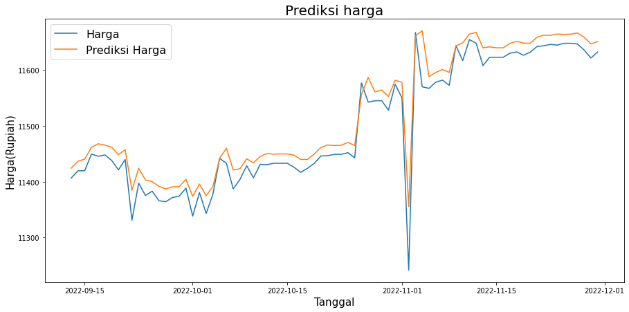 Prediksi harga
Harga
Prediksi Harga
Harga(Rupiah)
11600
11500
11400
11300
2022-09-15
2022-10-01
2022-10-15
2022-11-01
2022-11-15
2022-12-01
Tanggal